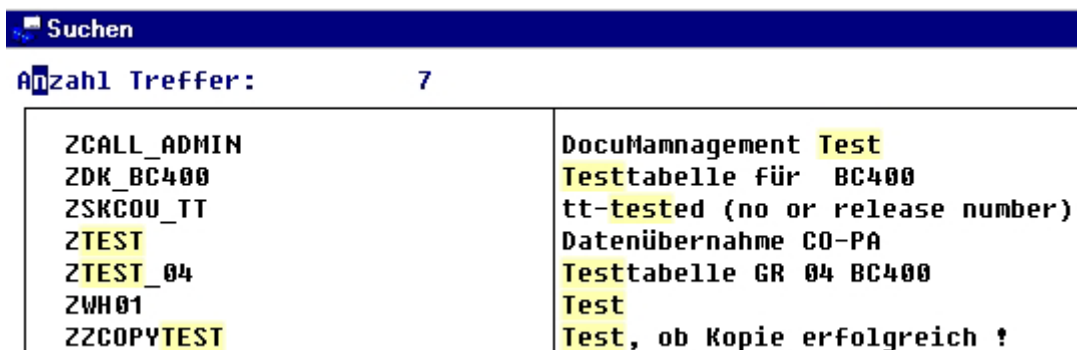 Suchen
Anzahl Treffer: 7
ZCALL_ADMIN DocuMamnagement Test
ZDK_BC400 Testtabelle für BC400
ZSKCOU_TT tt-tested (no or release number)
ZTEST Datenübernahme CO-PA
ZTEST_04 Testtabelle GR 04 BC400
ZWH01 Test
ZZCOPYTEST Test, ob Kopie erfolgreich !